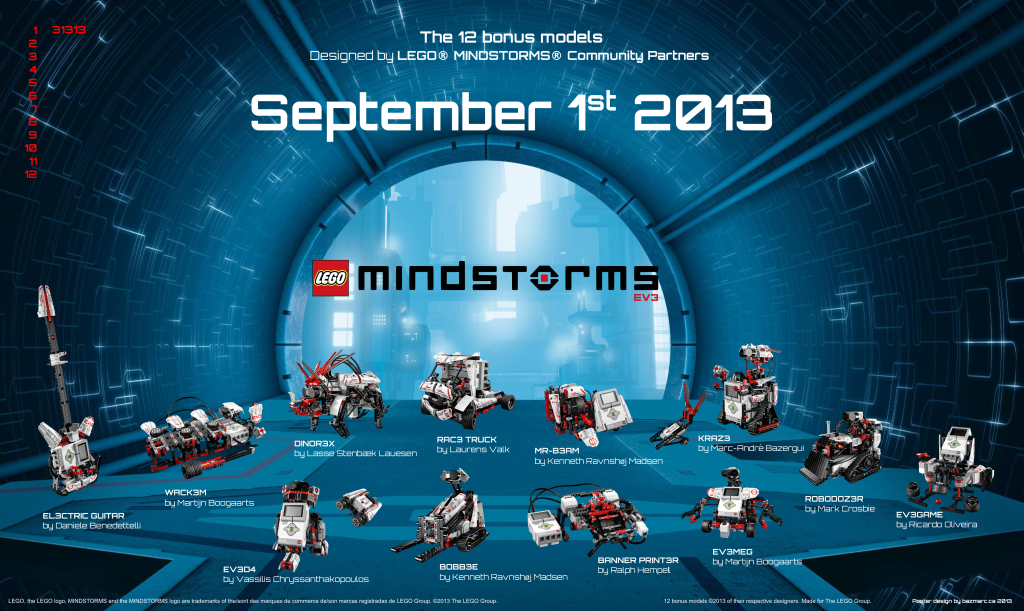 1 31313
2
3
4
5
6
7
8
9
10
11
12
The 12 bonus models
Designed by LEGO® MINDSTORMS® Community Partners
September 1st 2013
LEGO mindstorms
EV3
DINOR3X
by Lasse Stenbæk Lauesen
RAC3 TRUCK
by Laurens Valk
MR-B3AM
by Kenneth Ravnshøj Madsen
KRAZ3
by Marc-Andrè Bazergui
WACK3M
by Martijn Boogaarts
ROBODOZ3R
by Mark Crosbie
EL3CTRIC GUITAR
by Daniele Benedettelli
EV3GAME
by Ricardo Oliveira
EV3D4
by Vassilis Chryssanthakopoulos
BOBB3E
by Kenneth Ravnshøj Madsen
BANNER PRINT3R
by Ralph Hempel
EV3MEG
by Martijn Boogaarts
LEGO, the LEGO logo, MINDSTORMS and the MINDSTORMS logo are trademarks of the/sont des marques de commerce de/son marcas registradas de LEGO Group. ©2013 The LEGO Group.
12 bonus models ©2013 of their respective designers. Made for The LEGO Group.
Poster design by bazmarc.ca 2013